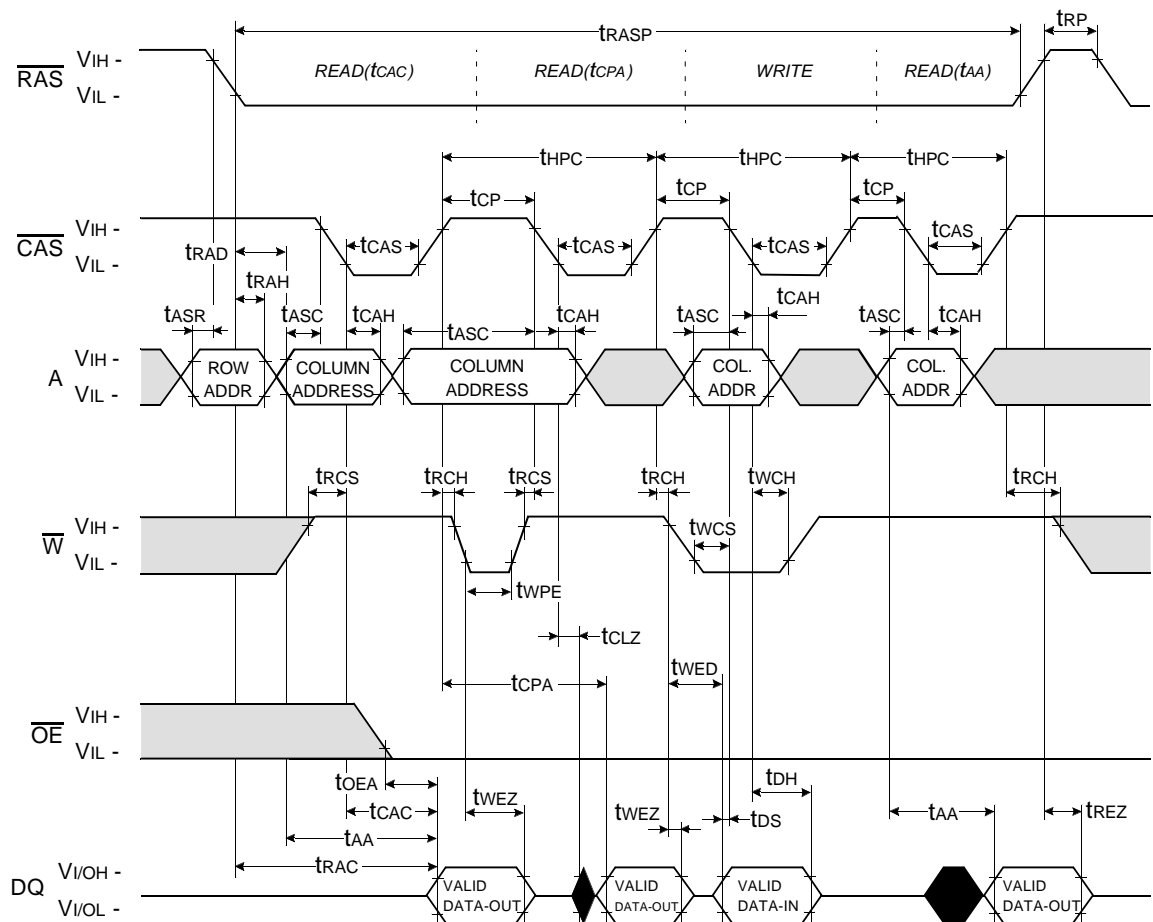 tRASP
tRP
RAS
VIH -
VIL -
READ(tCAC)
READ(tCPA)
WRITE
READ(tAA)
tHPC
tHPC
tHPC
tCP
tCP
tCP
CAS
VIH -
VIL -
tCAS
tCAS
tCAS
tCAS
tRAD
tRAH
tASR
tASC
tCAH
tASC
tCAH
tASC
tCAH
tASC
tCAH
A
VIH -
VIL -
ROW
ADDR
COLUMN
ADDRESS
COLUMN
ADDRESS
COL.
ADDR
COL.
ADDR
tRCS
tRCH
tRCS
tRCH
tWCH
tRCH
W
VIH -
VIL -
tWCS
tWPE
tCLZ
tCPA
tWED
OE
VIH -
VIL -
tOEA
tCAC
tAA
tRAC
tWEZ
tWEZ
tDS
tDH
tAA
tREZ
DQ
VI/OH -
VI/OL -
VALID
DATA-OUT
VALID
DATA-OUT
VALID
DATA-IN
VALID
DATA-OUT